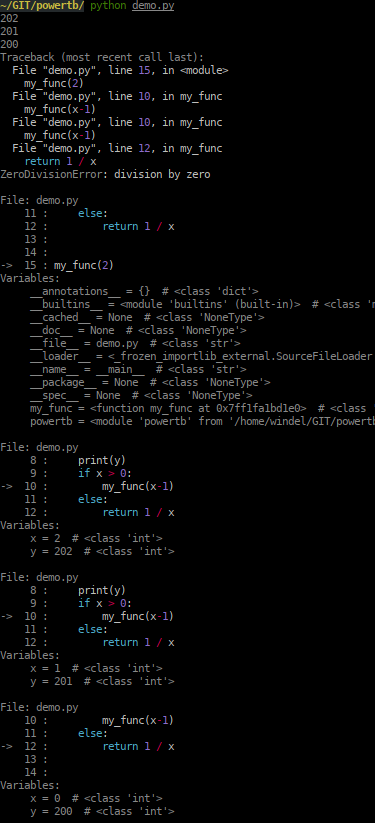 ~/GIT/powertb/ python demo.py
202
201
200
Traceback (most recent call last):
  File "demo.py", line 15, in <module>
    my_func(2)
  File "demo.py", line 10, in my_func
    my_func(x-1)
  File "demo.py", line 10, in my_func
    my_func(x-1)
  File "demo.py", line 12, in my_func
    return 1 / x
ZeroDivisionError: division by zero

File: demo.py
    11 :     else:
    12 :         return 1 / x
    13 :
    14 :
->  15 : my_func(2)
Variables:
     __annotations__ = {}  # <class 'dict'>
     __builtins__ = <module 'builtins' (built-in)>  # <class 'm
     __cached__ = None  # <class 'NoneType'>
     __doc__ = None  # <class 'NoneType'>
     __file__ = demo.py  # <class 'str'>
     __loader__ = <_frozen_importlib_external.SourceFileLoader
     __name__ = __main__  # <class 'str'>
     __package__ = None  # <class 'NoneType'>
     __spec__ = None  # <class 'NoneType'>
     my_func = <function my_func at 0x7ff1fa1bd1e0>  # <class
     powertb = <module 'powertb' from '/home/windel/GIT/powertb

File: demo.py
     8 :     print(y)
     9 :     if x > 0:
->  10 :         my_func(x-1)
    11 :     else:
    12 :         return 1 / x
Variables:
     x = 2  # <class 'int'>
     y = 202  # <class 'int'>

File: demo.py
     8 :     print(y)
     9 :     if x > 0:
->  10 :         my_func(x-1)
    11 :     else:
    12 :         return 1 / x
Variables:
     x = 1  # <class 'int'>
     y = 201  # <class 'int'>

File: demo.py
    10 :         my_func(x-1)
    11 :     else:
->  12 :         return 1 / x
    13 :
    14 :
Variables:
     x = 0  # <class 'int'>
     y = 200  # <class 'int'>